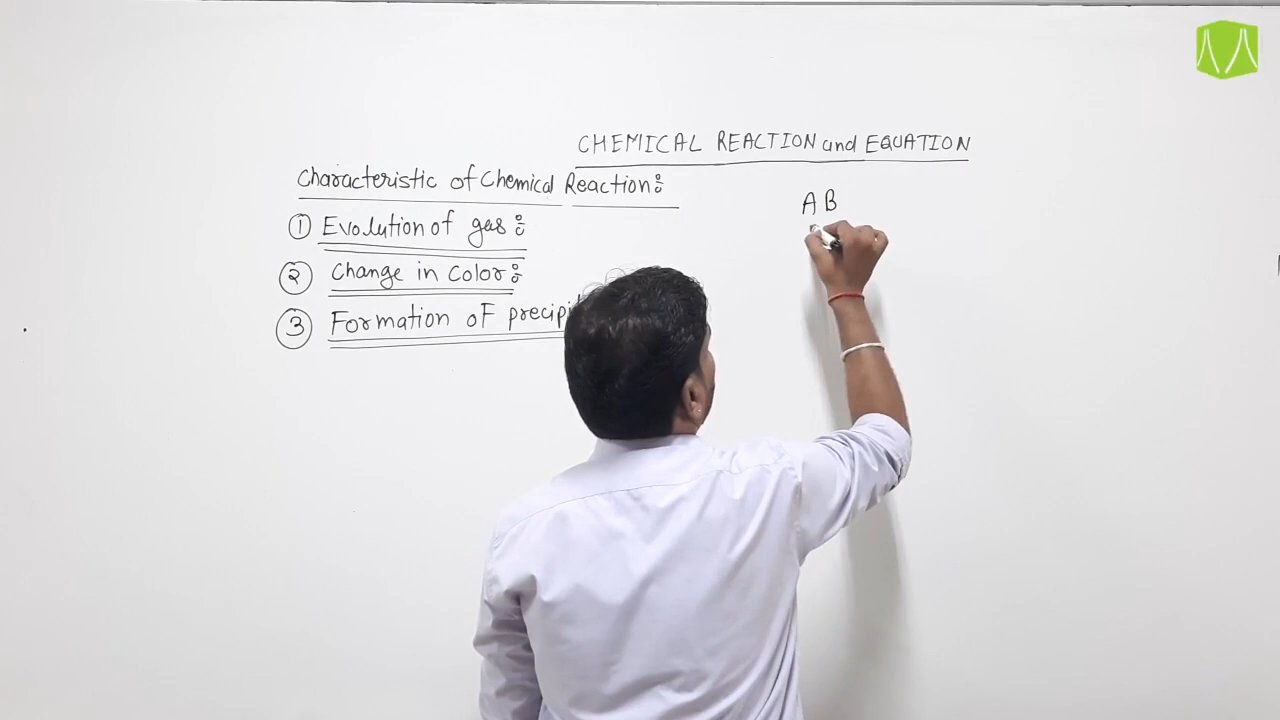 CHEMICAL REACTION and EQUATION
Characteristic of Chemical Reaction:
① Evolution of gas:
② Change in Color:
③ Formation oF
A B